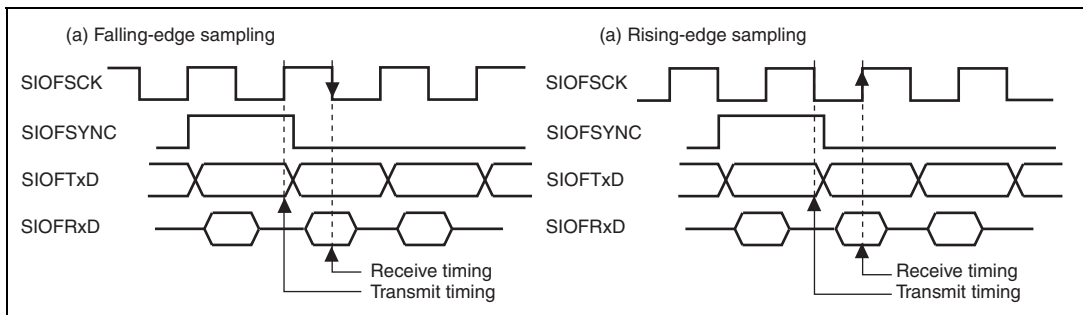 (a) Falling-edge sampling
SIOFSCK
SIOFSYNC
SIOFTxD
SIOFRxD
Receive timing
Transmit timing
(a) Rising-edge sampling
SIOFSCK
SIOFSYNC
SIOFTxD
SIOFRxD
Receive timing
Transmit timing